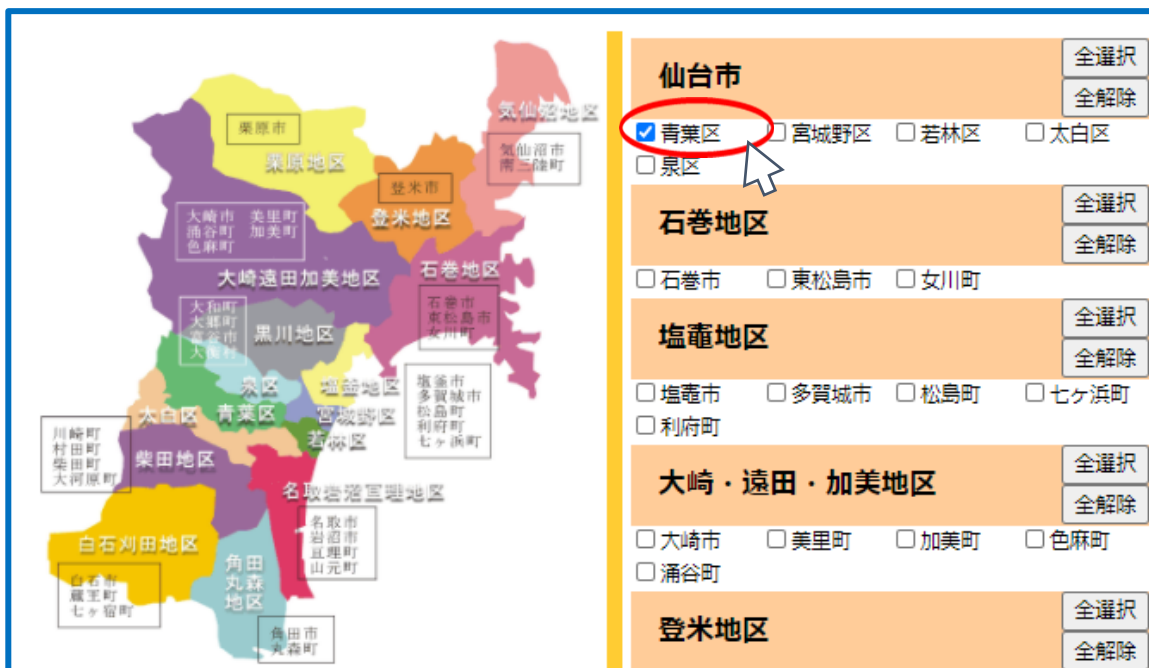 気仙沼地区
気仙沼市
南三陸町
栗原市
栗原地区
登米市
登米地区
大崎市 美里町
涌谷町 加美町
色麻町
大崎遠田加美地区
石巻地区
石巻市
東松島市
女川町
大和町
大郷町
富谷市
大衡村
黒川地区
泉区
塩釜地区
塩釜市
多賀城市
松島町
利府町
七ヶ浜町
太白区
青葉区
宮城野区
若林区
川崎町
村田町
柴田町
大河原町
柴田地区
名取岩沼亘理地区
名取市
岩沼市
亘理町
山元町
白石刈田地区
白石市
蔵王町
七ヶ宿町
角田
丸森
地区
角田市
丸森町
仙台市
全選択
全解除
青葉区 宮城野区 若林区 太白区
泉区
石巻地区
全選択
全解除
石巻市 東松島市 女川町
塩竈地区
全選択
全解除
塩竈市 多賀城市 松島町 七ヶ浜町
利府町
大崎・遠田・加美地区
全選択
全解除
大崎市 美里町 加美町 色麻町
涌谷町
登米地区
全選択
全解除